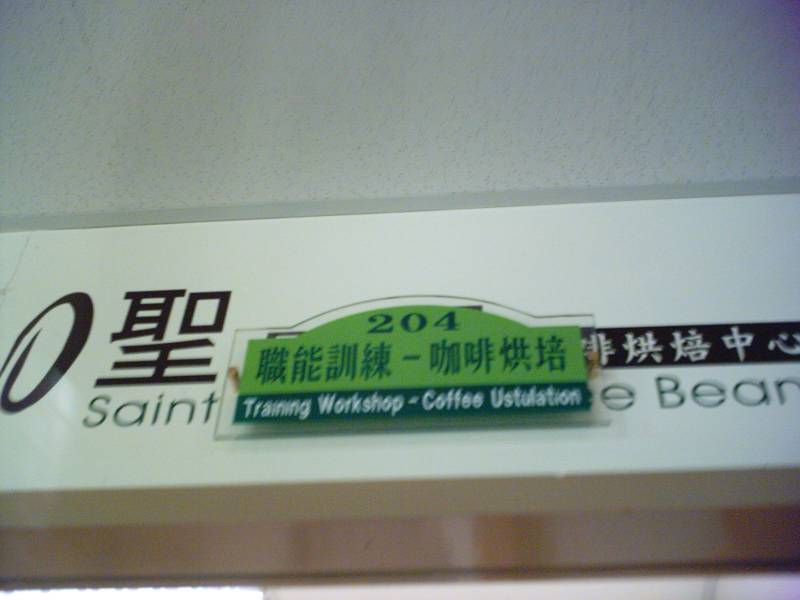 聖
啡烘焙中心
Saint
e Bean
204
職能訓練-咖啡烘培
Training Workshop - Coffee Ustulation